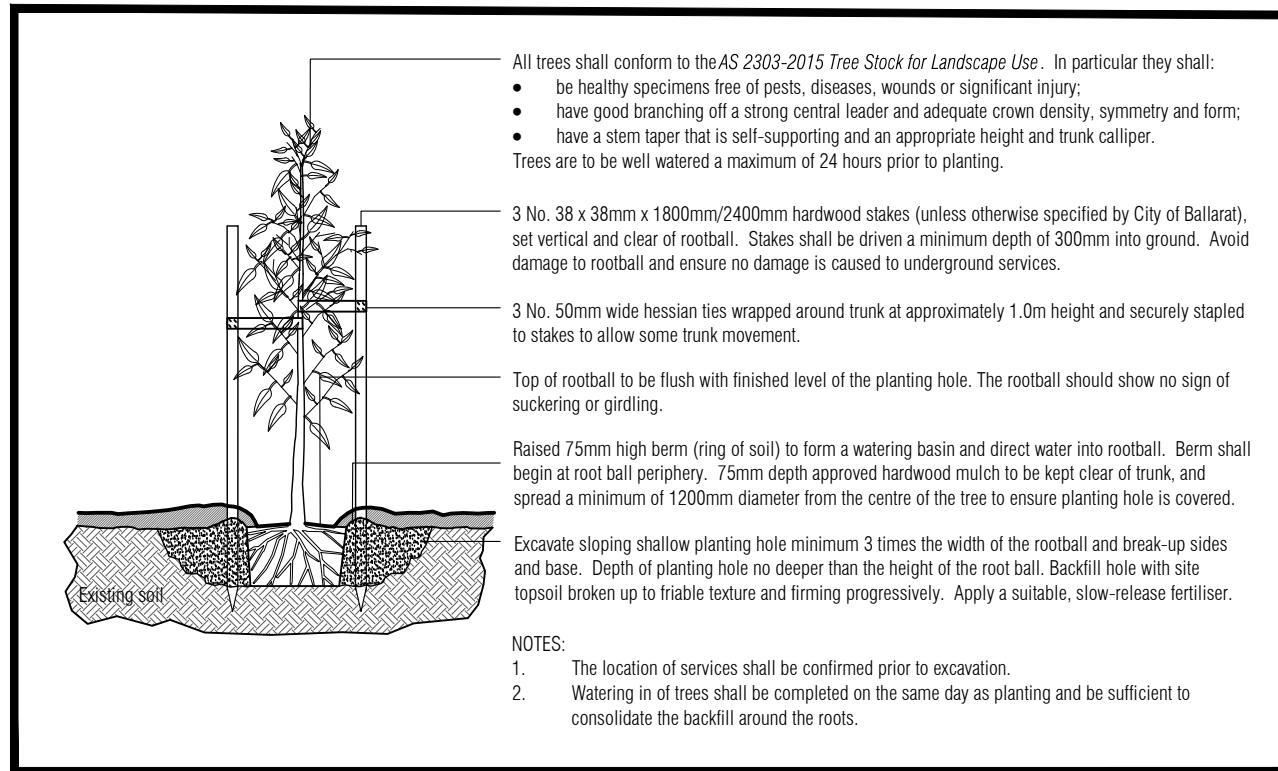 All trees shall conform to the AS 2303-2015 Tree Stock for Landscape Use. In particular they shall:
• be healthy specimens free of pests, diseases, wounds or significant injury;
• have good branching off a strong central leader and adequate crown density, symmetry and form;
• have a stem taper that is self-supporting and an appropriate height and trunk calliper.
Trees are to be well watered a maximum of 24 hours prior to planting.
3 No. 38 x 38mm x 1800mm/2400mm hardwood stakes (unless otherwise specified by City of Ballarat),
set vertical and clear of rootball. Stakes shall be driven a minimum depth of 300mm into ground. Avoid
damage to rootball and ensure no damage is caused to underground services.
3 No. 50mm wide hessian ties wrapped around trunk at approximately 1.0m height and securely stapled
to stakes to allow some trunk movement.
Top of rootball to be flush with finished level of the planting hole. The rootball should show no sign of
suckering or girdling.
Raised 75mm high berm (ring of soil) to form a watering basin and direct water into rootball. Berm shall
begin at root ball periphery. 75mm depth approved hardwood mulch to be kept clear of trunk, and
spread a minimum of 1200mm diameter from the centre of the tree to ensure planting hole is covered.
Excavate sloping shallow planting hole minimum 3 times the width of the rootball and break-up sides
and base. Depth of planting hole no deeper than the height of the root ball. Backfill hole with site
topsoil broken up to friable texture and firming progressively. Apply a suitable, slow-release fertiliser.
Existing soil
NOTES:
1. The location of services shall be confirmed prior to excavation.
2. Watering in of trees shall be completed on the same day as planting and be sufficient to
consolidate the backfill around the roots.